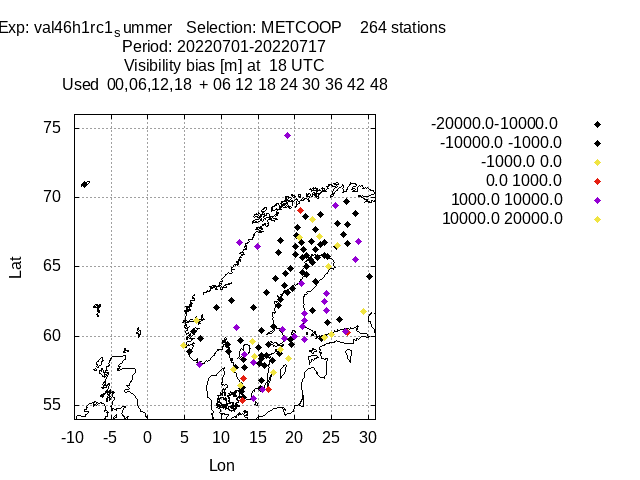 Exp: val46h1rc1summer Selection: METCOOP 264 stations
Period: 20220701-20220717
Visibility bias [m] at 18 UTC
Used 00,06,12,18 + 06 12 18 24 30 36 42 48
-20000.0-10000.0
-10000.0 -1000.0
-1000.0 0.0
0.0 1000.0
1000.0 10000.0
10000.0 20000.0
75
70
65
60
55
Lat
-10 -5 0 5 10 15 20 25 30
Lon